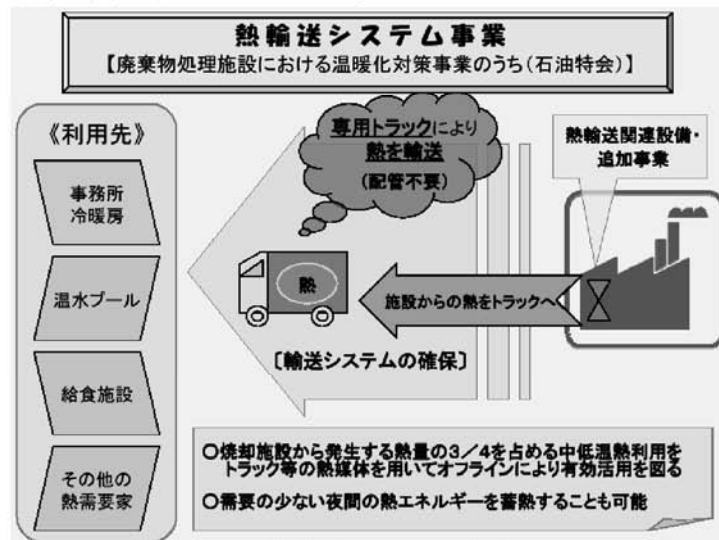 熱輸送システム事業
【廃棄物処理施設における温暖化対策事業のうち(石油特会)】
《利用先》
事務所
冷暖房
温水プール
給食施設
その他の
熱需要家
専用トラックにより
熱を輸送
(配管不要)
熱輸送関連設備・
追加事業
熱
施設からの熱をトラックへ
〔輸送システムの確保〕
○焼却施設から発生する熱量の3/4を占める中低温熱利用を
トラック等の熱媒体を用いてオフラインにより有効活用を図る
○需要の少ない夜間の熱エネルギーを蓄熱することも可能